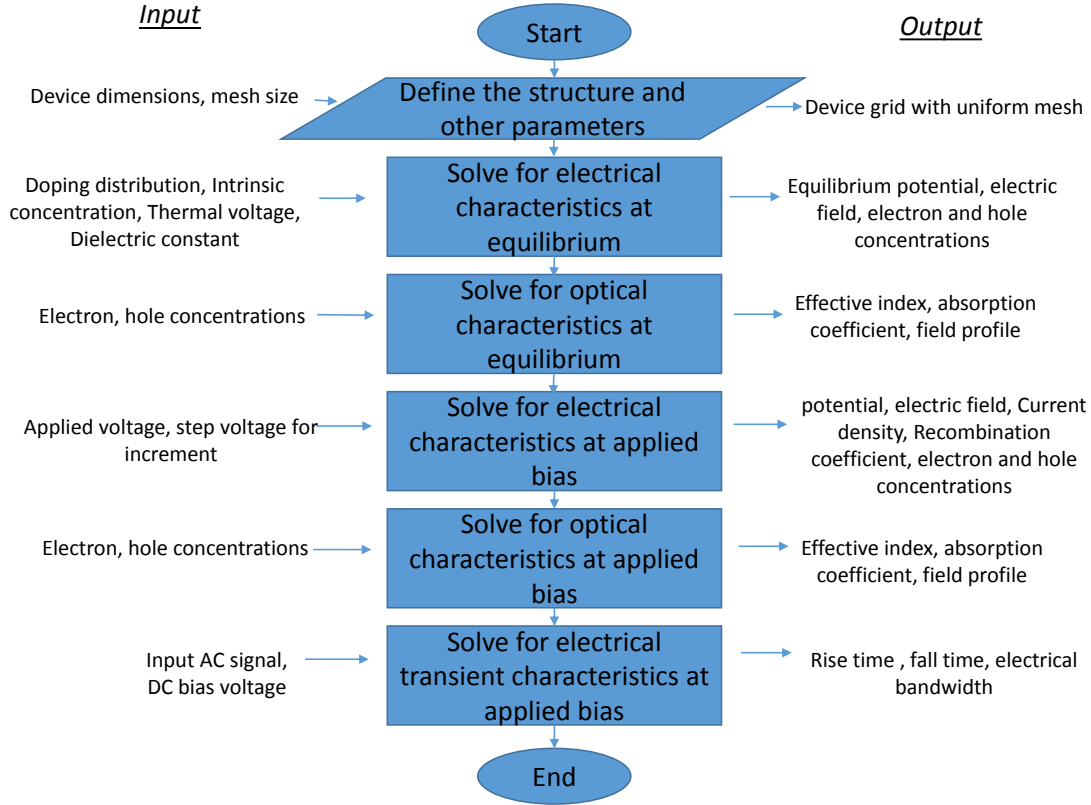 Input
Start
Output
Device dimensions, mesh size
Define the structure and
other parameters
Device grid with uniform mesh
Doping distribution, Intrinsic
concentration, Thermal voltage,
Dielectric constant
Solve for electrical
characteristics at
equilibrium
Equilibrium potential, electric
field, electron and hole
concentrations
Electron, hole concentrations
Solve for optical
characteristics at
equilibrium
Effective index, absorption
coefficient, field profile
Applied voltage, step voltage for
increment
Solve for electrical
characteristics at applied
bias
potential, electric field, Current
density, Recombination
coefficient, electron and hole
concentrations
Electron, hole concentrations
Solve for optical
characteristics at applied
bias
Effective index, absorption
coefficient, field profile
Input AC signal,
DC bias voltage
Solve for electrical
transient characteristics at
applied bias
Rise time , fall time, electrical
bandwidth
End